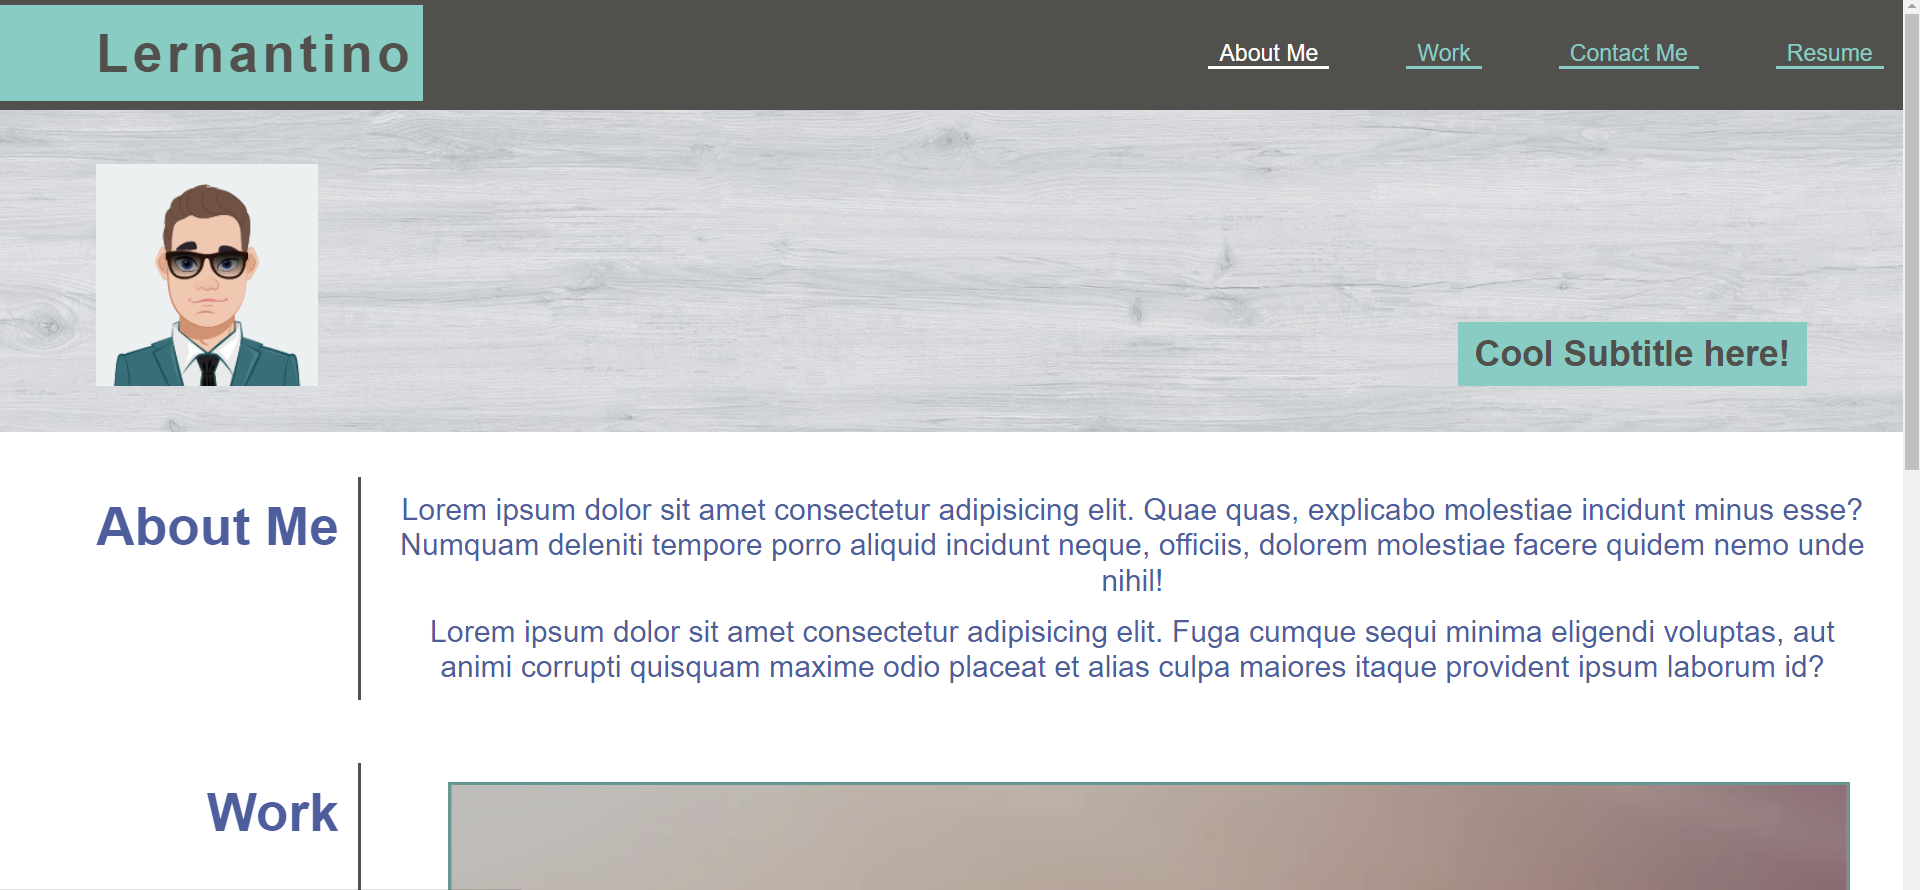 Lernantino
About Me
Work
Contact Me
Resume
Cool Subtitle here!
About Me
Lorem ipsum dolor sit amet consectetur adipisicing elit. Quae quas, explicabo molestiae incidunt minus esse?
Numquam deleniti tempore porro aliquid incidunt neque, officiis, dolorem molestiae facere quidem nemo unde
nihil!
Lorem ipsum dolor sit amet consectetur adipisicing elit. Fuga cumque sequi minima eligendi voluptas, aut
animi corrupti quisquam maxime odio placeat et alias culpa maiores itaque provident ipsum laborum id?
Work